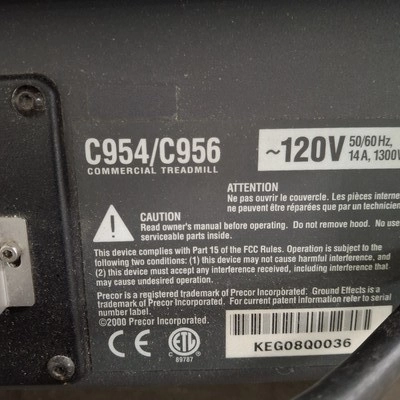 C954/C956
COMMERCIAL TREADMILL
~120V 50/60 Hz,
14 A, 1300
ATTENTION
Ne pas ouvrir le couvercle. Les pièces
ne peuvent être réparées que par un technicien
CAUTION
Read owner's manual before operating. Do not remove hood. No
serviceable parts inside.
This device complies with Part 15 of the FCC Rules. Operation is subject to the
following two conditions: (1) this device may not cause harmful interference, and
(2) this device must accept any interference received, including interference that
may cause undesired operation.
Precor is a registered trademark of Precor Incorporated. Ground Effects is a
trademark of Precor Incorporated. For current patent information refer to serial
number label.
©2000 Precor Incorporated.
CE
C ETL
89787
KEG08Q0036